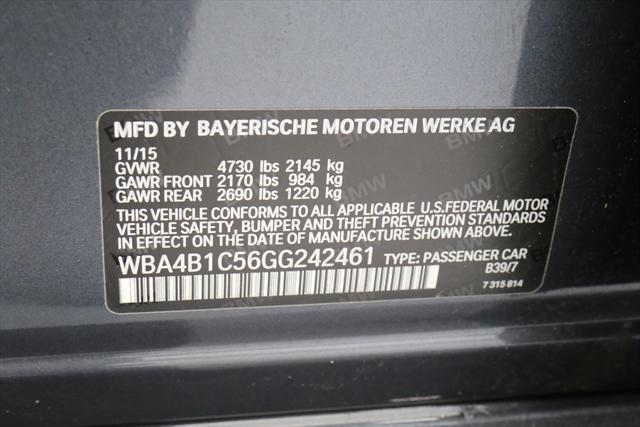 MFD BY BAYERISCHE MOTOREN WERKE AG
11/15
GVWR 4730 lbs 2145 kg
GAWR FRONT 2170 lbs 984 kg
GAWR REAR 2690 lbs 1220 kg
THIS VEHICLE CONFORMS TO ALL APPLICABLE U.S.FEDERAL MOTOR
VEHICLE SAFETY, BUMPER AND THEFT PREVENTION STANDARDS
IN EFFECT ON THE DATE OF MANUFACTURE SHOWN ABOVE.
WBA4B1C56GG242461 TYPE: PASSENGER CAR
B39/7
7 315 814